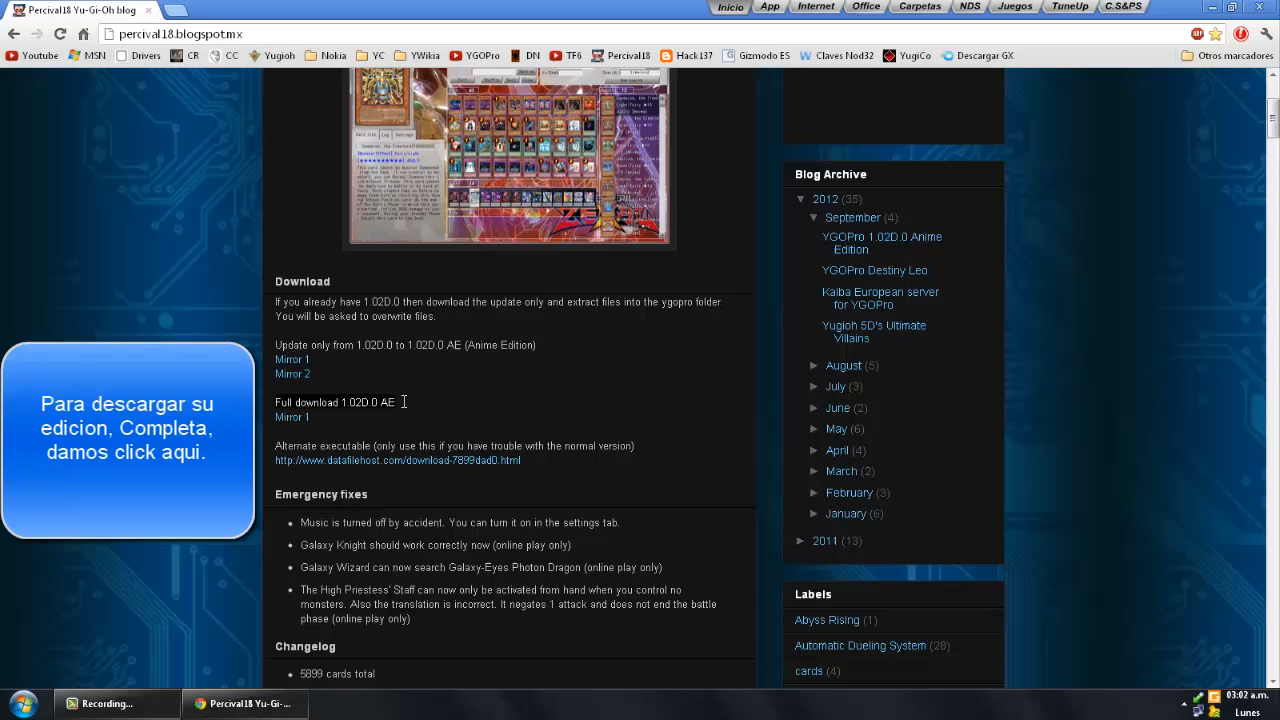 Percival18 Yu-Gi-Oh blog
Inicio
App
Internet
Office
Capacity
NDS
Juegos
TuneUp
C.S&PS
percival18.blogspot.mx
Youtube
MSN
Drivers
CR
CC
Yugioh
Nokia
YC
YWikia
YGOPro
DN
TF6
Percival18
Hack137
Gizmodo ES
Claves Nod32
YugiCo
Descargar GX
Otros marcadores
Download
If you already have 1.02D.0 then download the update only and extract files into the ygopro folder.
You will be asked to overwrite files.
Update only from 1.02D.0 to 1.02D.0 AE (Anime Edition)
Mirror 1
Mirror 2
Full download 1.02D.0 AE
Mirror 1
Alternate executable (only use this if you have trouble with the normal version)
http://www.datafilehost.com/download-7899dad0.html
Emergency fixes
Music is turned off by accident. You can turn it on in the settings tab.
Galaxy Knight should work correctly now (online play only)
Galaxy Wizard can now search Galaxy-Eyes Photon Dragon (online play only)
The High Priestess' Staff can now only be activated from hand when you control no
monsters. Also the translation is incorrect. It negates 1 attack and does not end the battle
phase (online play only)
Changelog
5899 cards total
Para descargar su
edicion, Completa,
damos click aqui.
Blog Archive
2012 (35)
September (4)
YGOPro 1.02D.0 Anime
Edition
YGOPro Destiny Leo
Kaiba European server
for YGOPro
Yugioh 5D's Ultimate
Villains
August (5)
July (3)
June (2)
May (6)
April (4)
March (2)
February (3)
January (6)
2011 (13)
Labels
Abyss Rising (1)
Automatic Dueling System (28)
cards (4)
Recording...
Percival18 Yu-Gi-...
03:02 a.m.
Lunes